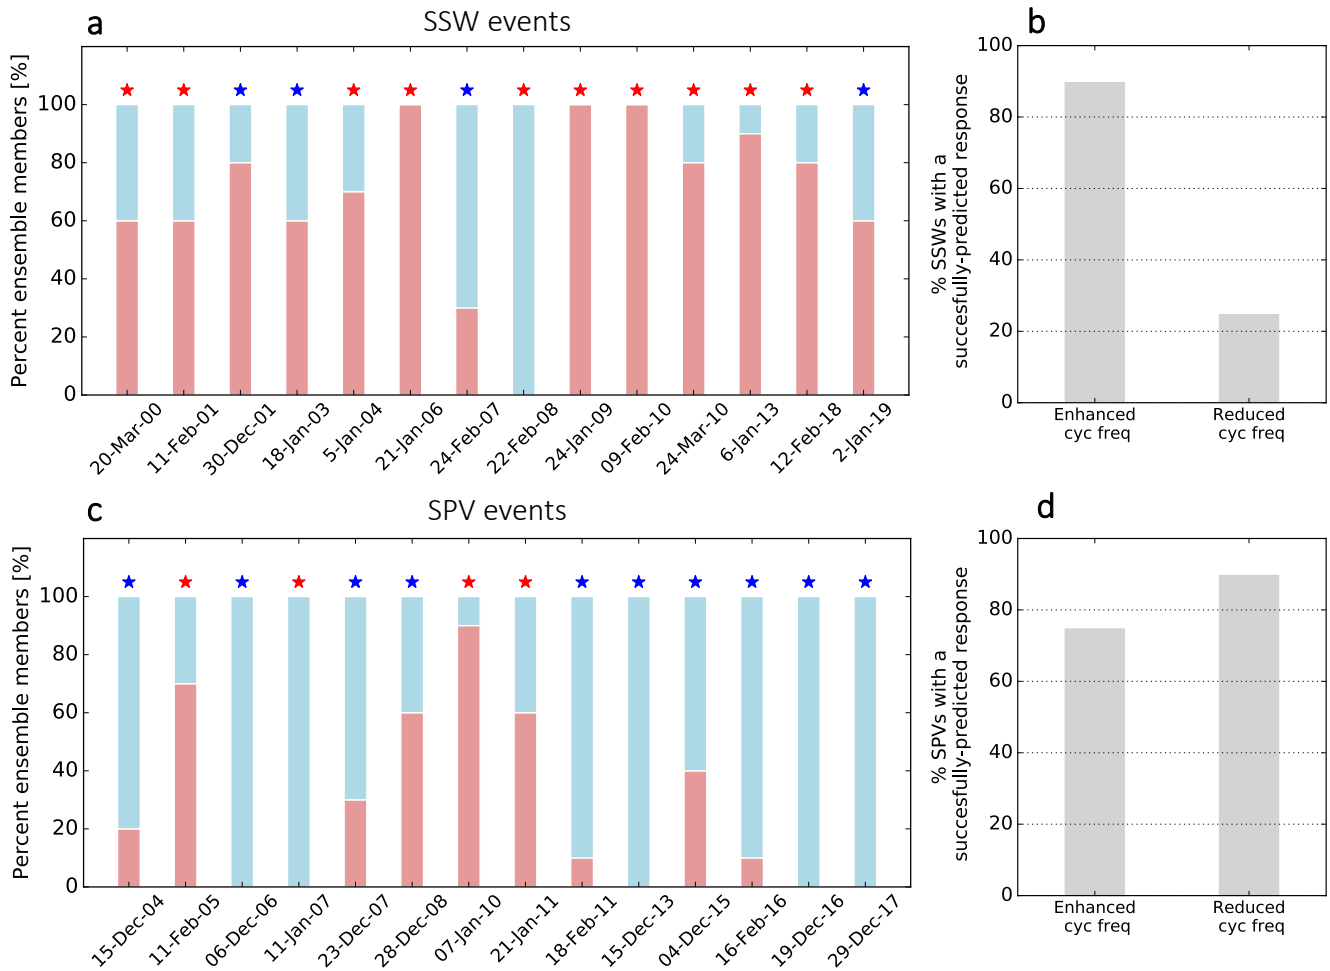 a
SSW events
Percent ensemble members [%]
100
80
60
40
20
0
20-Mar-00
11-Feb-01
30-Dec-01
18-Jan-03
5-Jan-04
21-Jan-06
24-Feb-07
22-Feb-08
24-Jan-09
09-Feb-10
24-Mar-10
6-Jan-13
12-Feb-18
2-Jan-19
b
% SSWs with a
succesfully-predicted response
100
80
60
40
20
0
Enhanced
cyc freq
Reduced
cyc freq
c
SPV events
Percent ensemble members [%]
100
80
60
40
20
0
15-Dec-04
11-Feb-05
06-Dec-06
11-Jan-07
23-Dec-07
28-Dec-08
07-Jan-10
21-Jan-11
18-Feb-11
15-Dec-13
04-Dec-15
16-Feb-16
19-Dec-16
29-Dec-17
d
% SPVs with a
succesfully-predicted response
100
80
60
40
20
0
Enhanced
cyc freq
Reduced
cyc freq